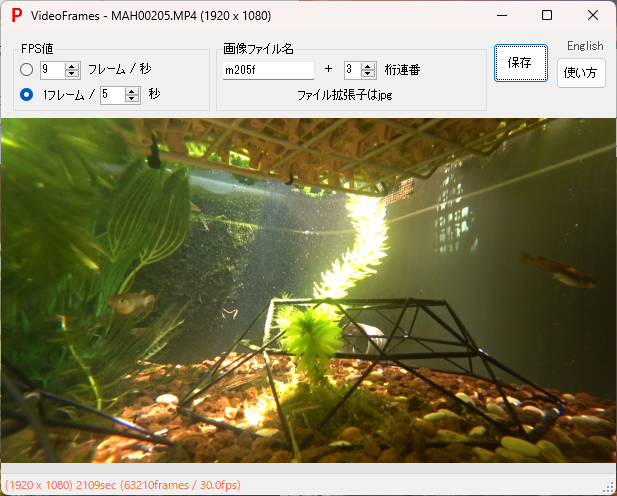 P VideoFrames - MAH00205.MP4 (1920 x 1080)
FPS値
9 フレーム / 秒
1フレーム / 5 秒
画像ファイル名
m205f + 3 桁連番
ファイル拡張子はjpg
保存
English
使い方
(1920 x 1080) 2109sec (63210frames / 30.0fps)